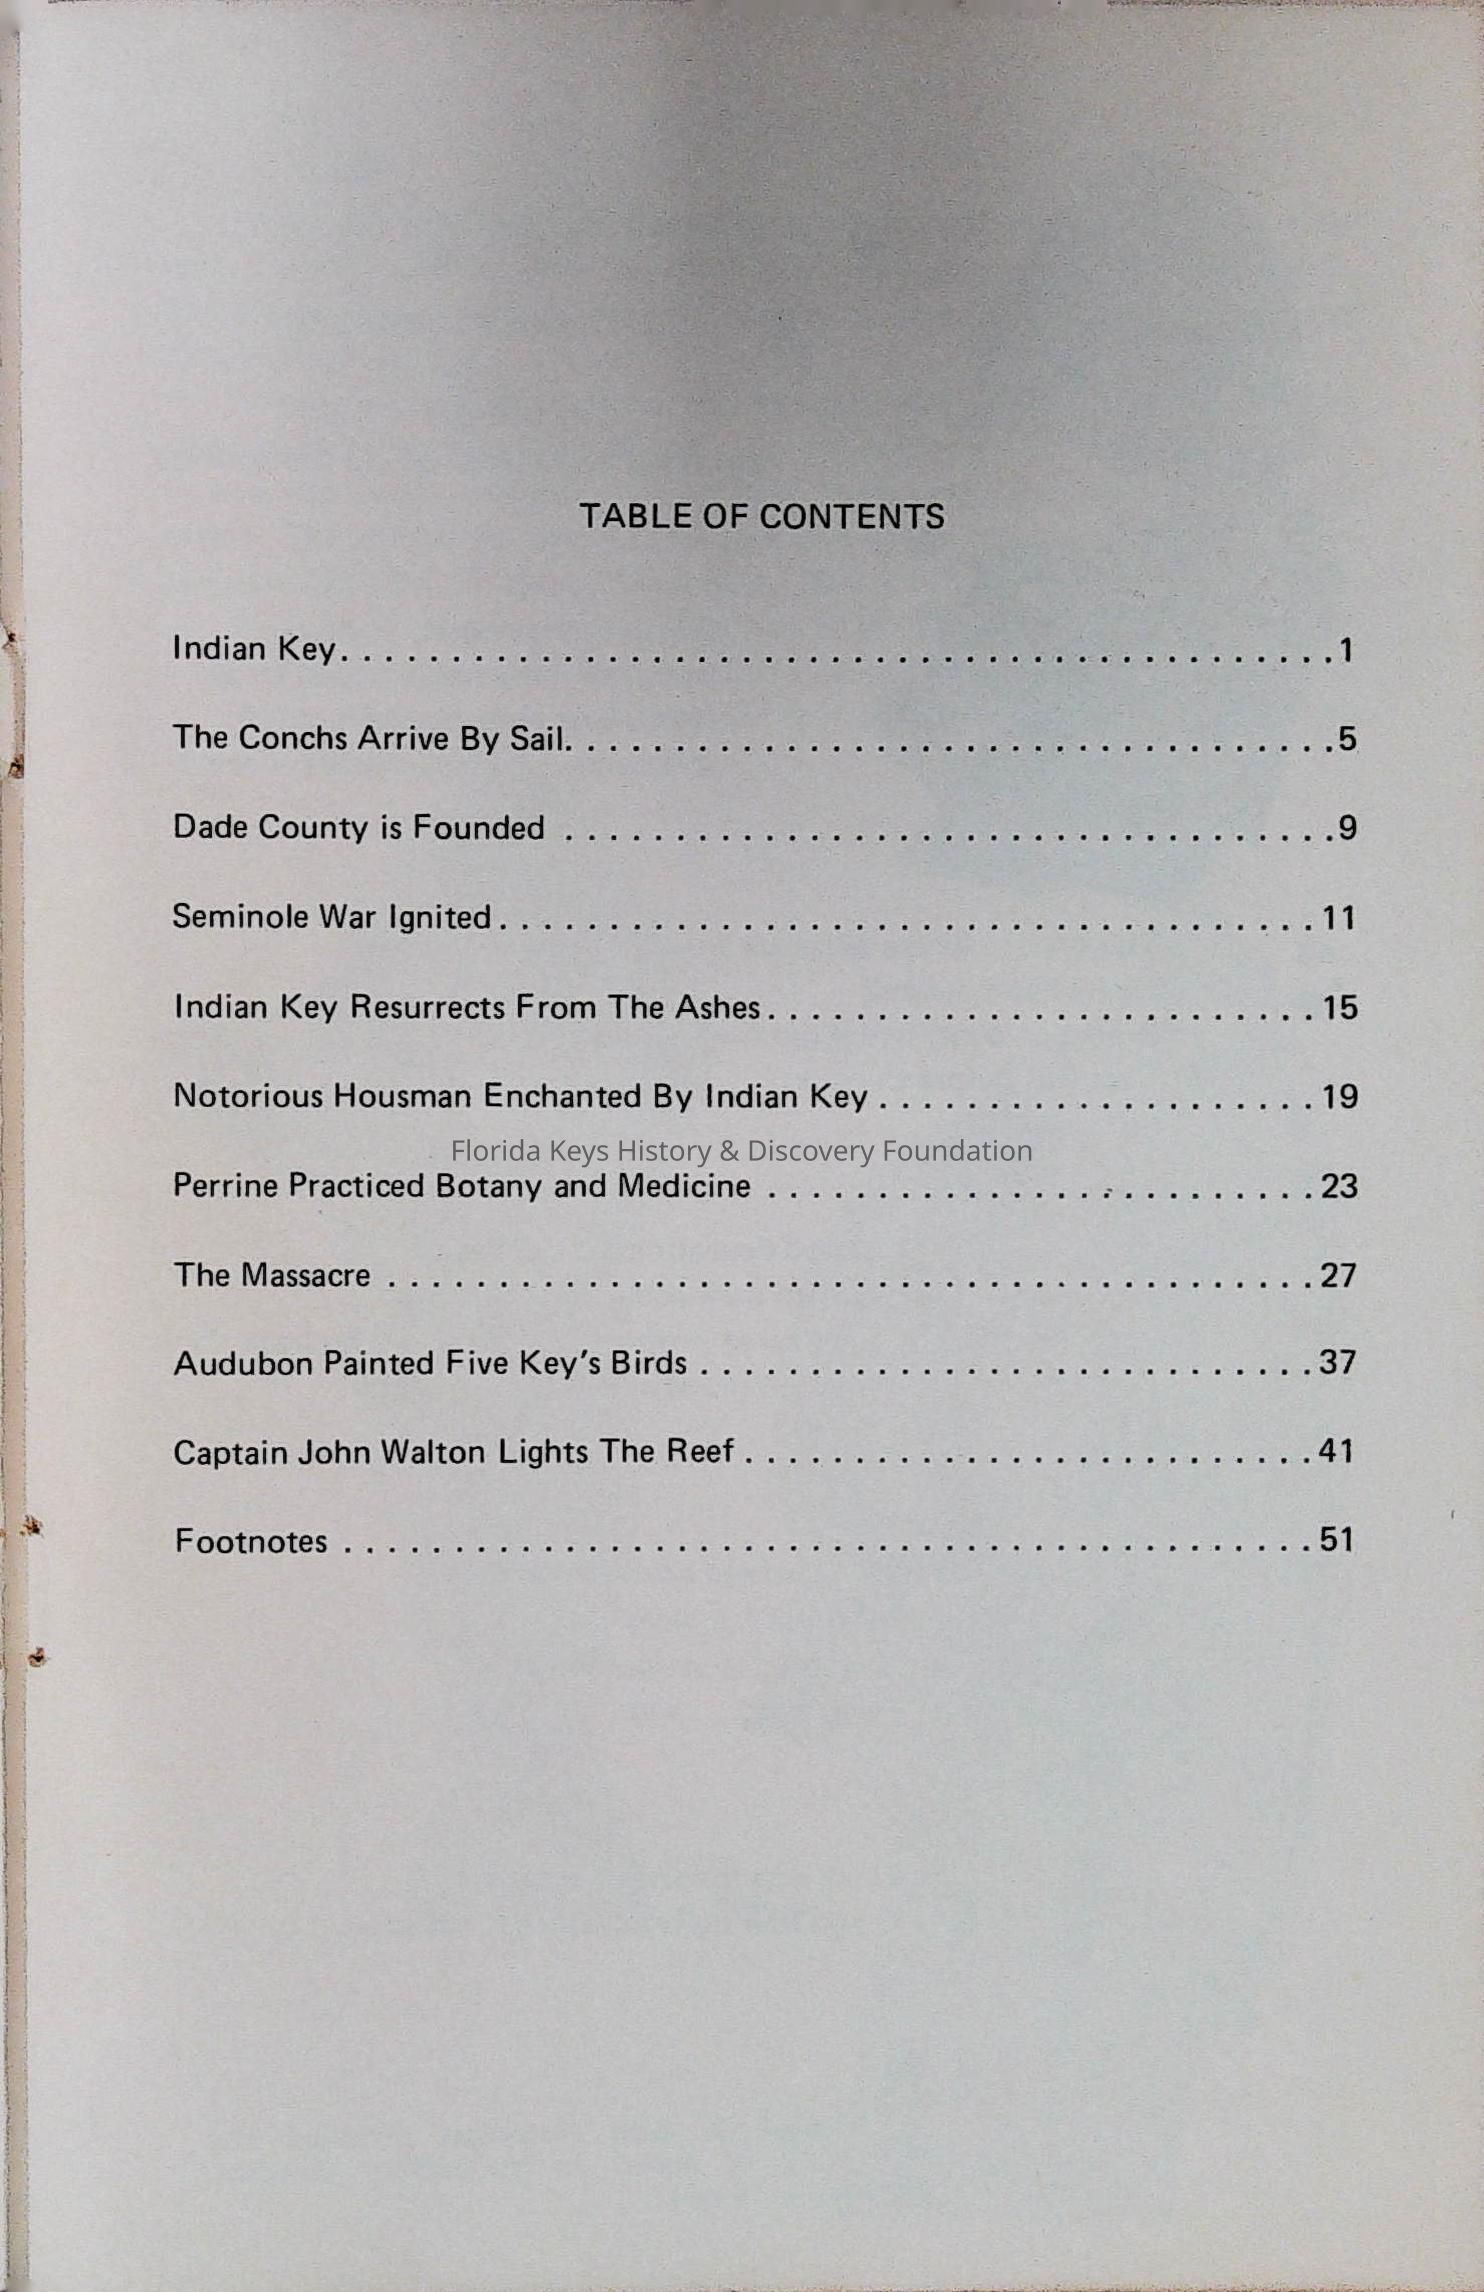 TABLE OF CONTENTS
Indian Key. . . . . . . . . . . . . . . . . . . . . . . . . . . . . . . . . . . . . . . . . . . . .1
The Conchs Arrive By Sail. . . . . . . . . . . . . . . . . . . . . . . . . . . . . . . . . . .5
Dade County is Founded . . . . . . . . . . . . . . . . . . . . . . . . . . . . . . . . . . .9
Seminole War Ignited. . . . . . . . . . . . . . . . . . . . . . . . . . . . . . . . . . . . .11
Indian Key Resurrects From The Ashes. . . . . . . . . . . . . . . . . . . . . . . . .15
Notorious Housman Enchanted By Indian Key . . . . . . . . . . . . . . . . . . . .19
Florida Keys History & Discovery Foundation
Perrine Practiced Botany and Medicine . . . . . . . . . . . . . . . . . . . . . . . . .23
The Massacre . . . . . . . . . . . . . . . . . . . . . . . . . . . . . . . . . . . . . . . . . .27
Audubon Painted Five Key's Birds . . . . . . . . . . . . . . . . . . . . . . . . . . . .37
Captain John Walton Lights The Reef . . . . . . . . . . . . . . . . . . . . . . . . . .41
Footnotes . . . . . . . . . . . . . . . . . . . . . . . . . . . . . . . . . . . . . . . . . . . .51